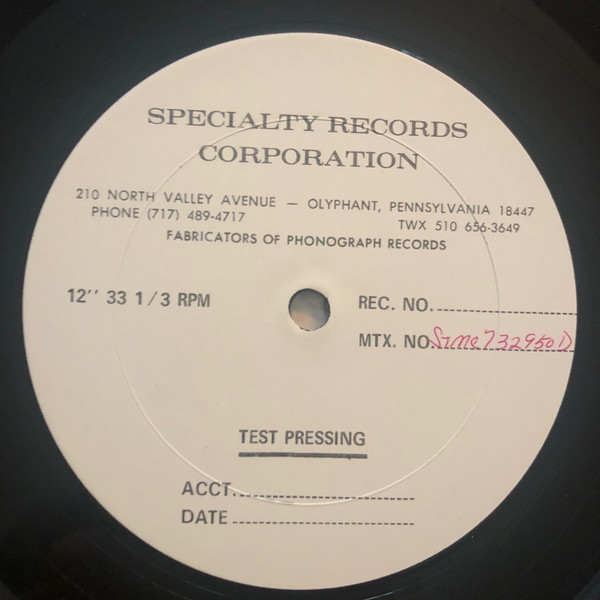 SPECIALTY RECORDS
CORPORATION
210 NORTH VALLEY AVENUE — OLYPHANT, PENNSYLVANIA 18447
PHONE (717) 489-4717 TWX 510 656-3649
FABRICATORS OF PHONOGRAPH RECORDS
12" 33 1/3 RPM
REC. NO.
MTX. NO.
TEST PRESSING
ACCT.
DATE